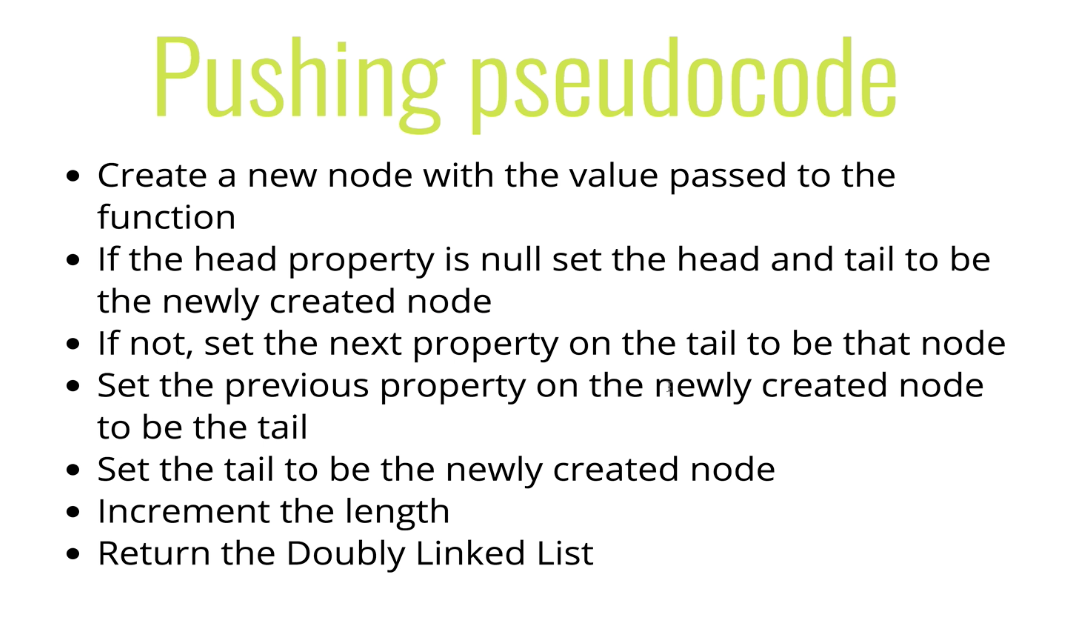 Pushing pseudocode
• Create a new node with the value passed to the
function
• If the head property is null set the head and tail to be
the newly created node
• If not, set the next property on the tail to be that node
• Set the previous property on the newly created node
to be the tail
• Set the tail to be the newly created node
• Increment the length
• Return the Doubly Linked List